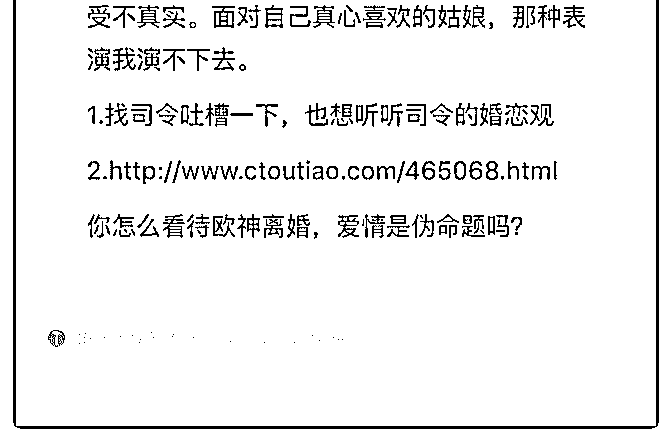 受不真实。面对自己真心喜欢的姑娘，那种表
演我演不下去。
1.找司令吐槽一下，也想听听司令的婚恋观
2.http://www.ctoutiao.com/465068.html
你怎么看待欧神离婚，爱情是伪命题吗？